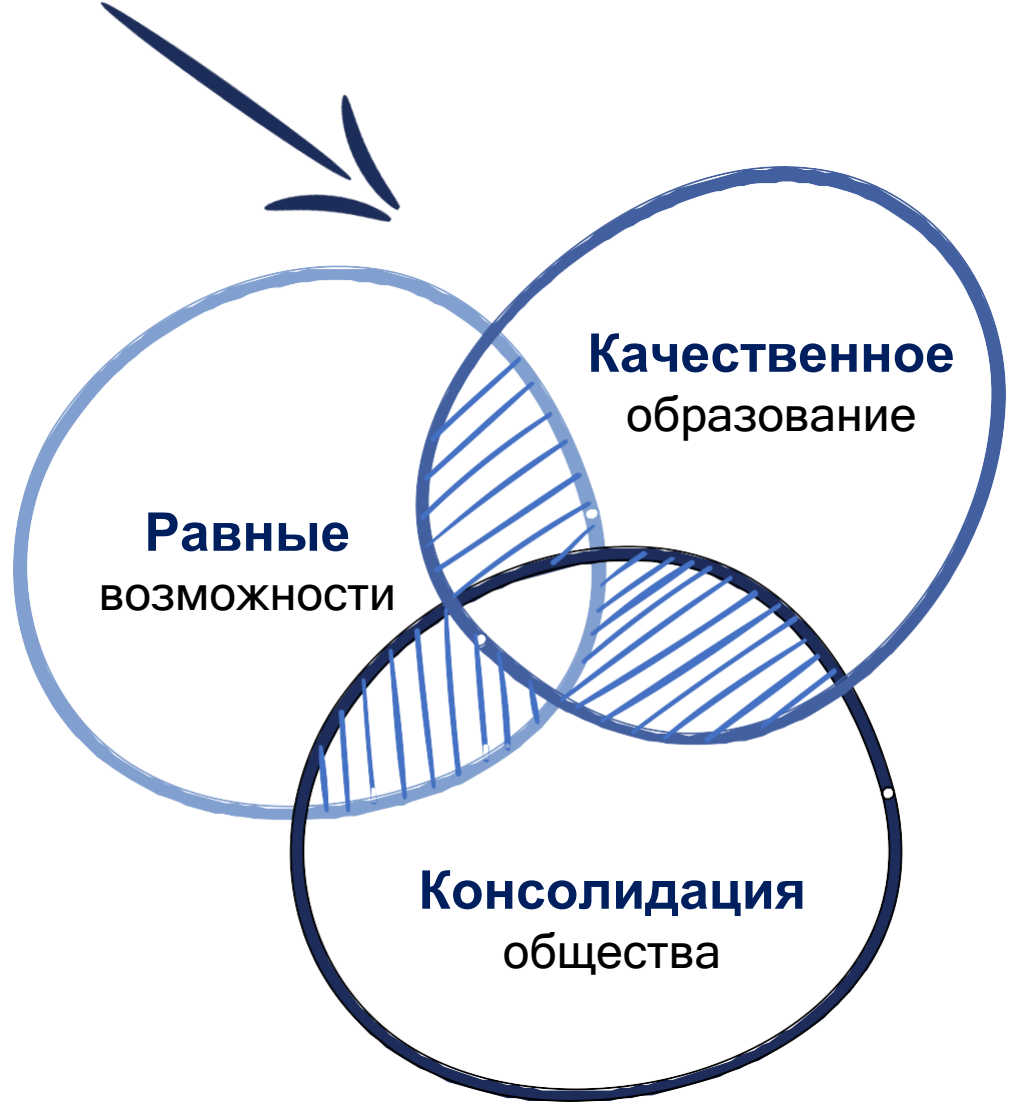 Качественное
образование
Равные
возможности
Консолидация
общества